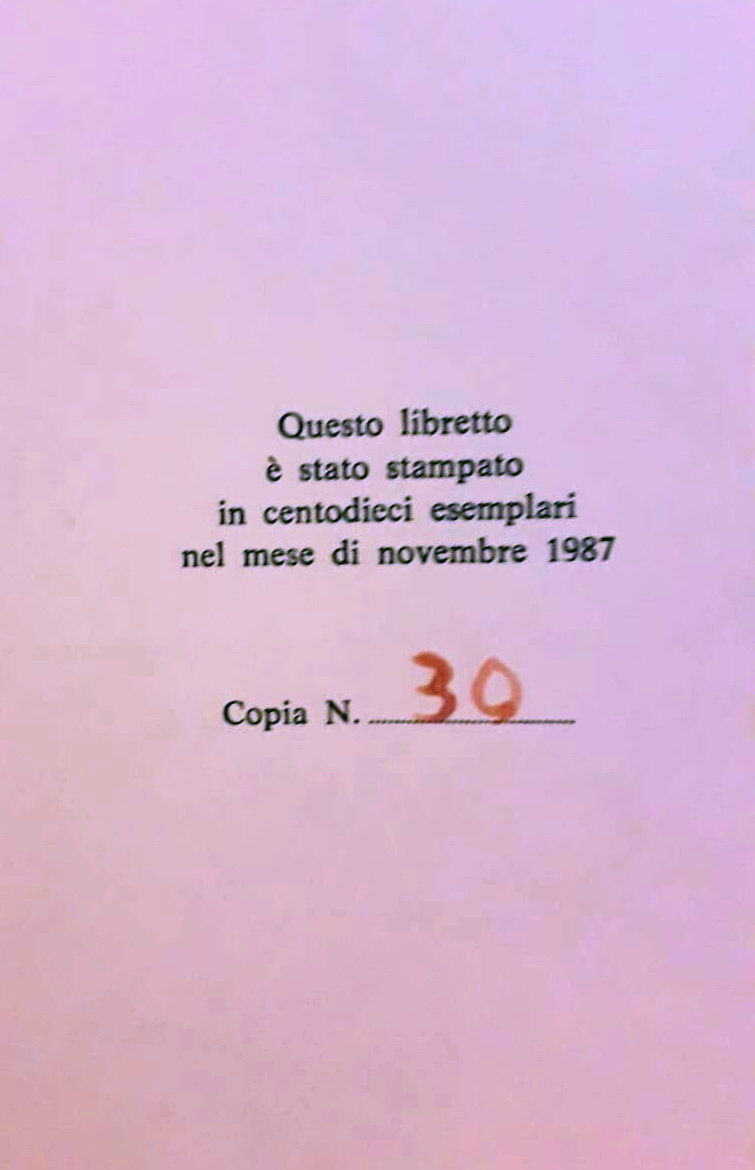 Questo libretto
è stato stampato
in centodieci esemplari
nel mese di novembre 1987
Copia N. 30